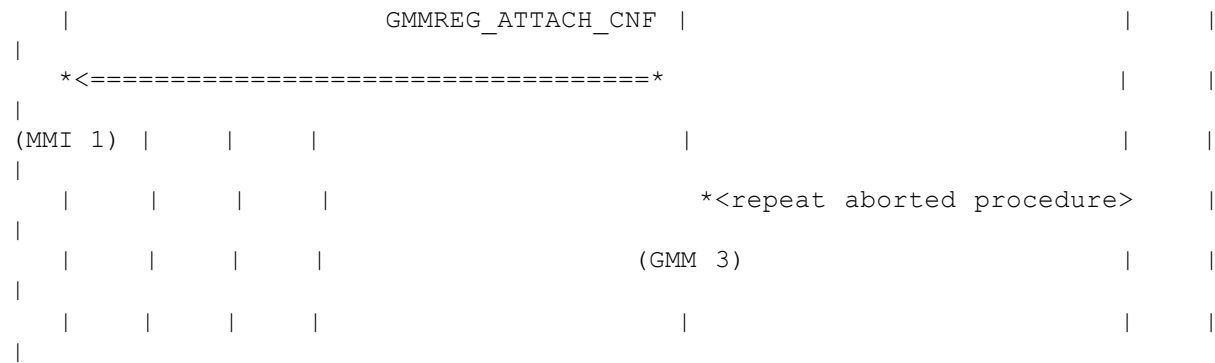 |                    GMMREG_ATTACH_CNF |                           |     |
|
   *<===================================*                            |     |
|
(MMI 1) |     |     |                       |                           |     |
|
   |     |     |     |                       *<repeat aborted procedure>     |
|
   |     |     |     |                    (GMM 3)                        |     |
|
   |     |     |     |                       |                           |     |
|